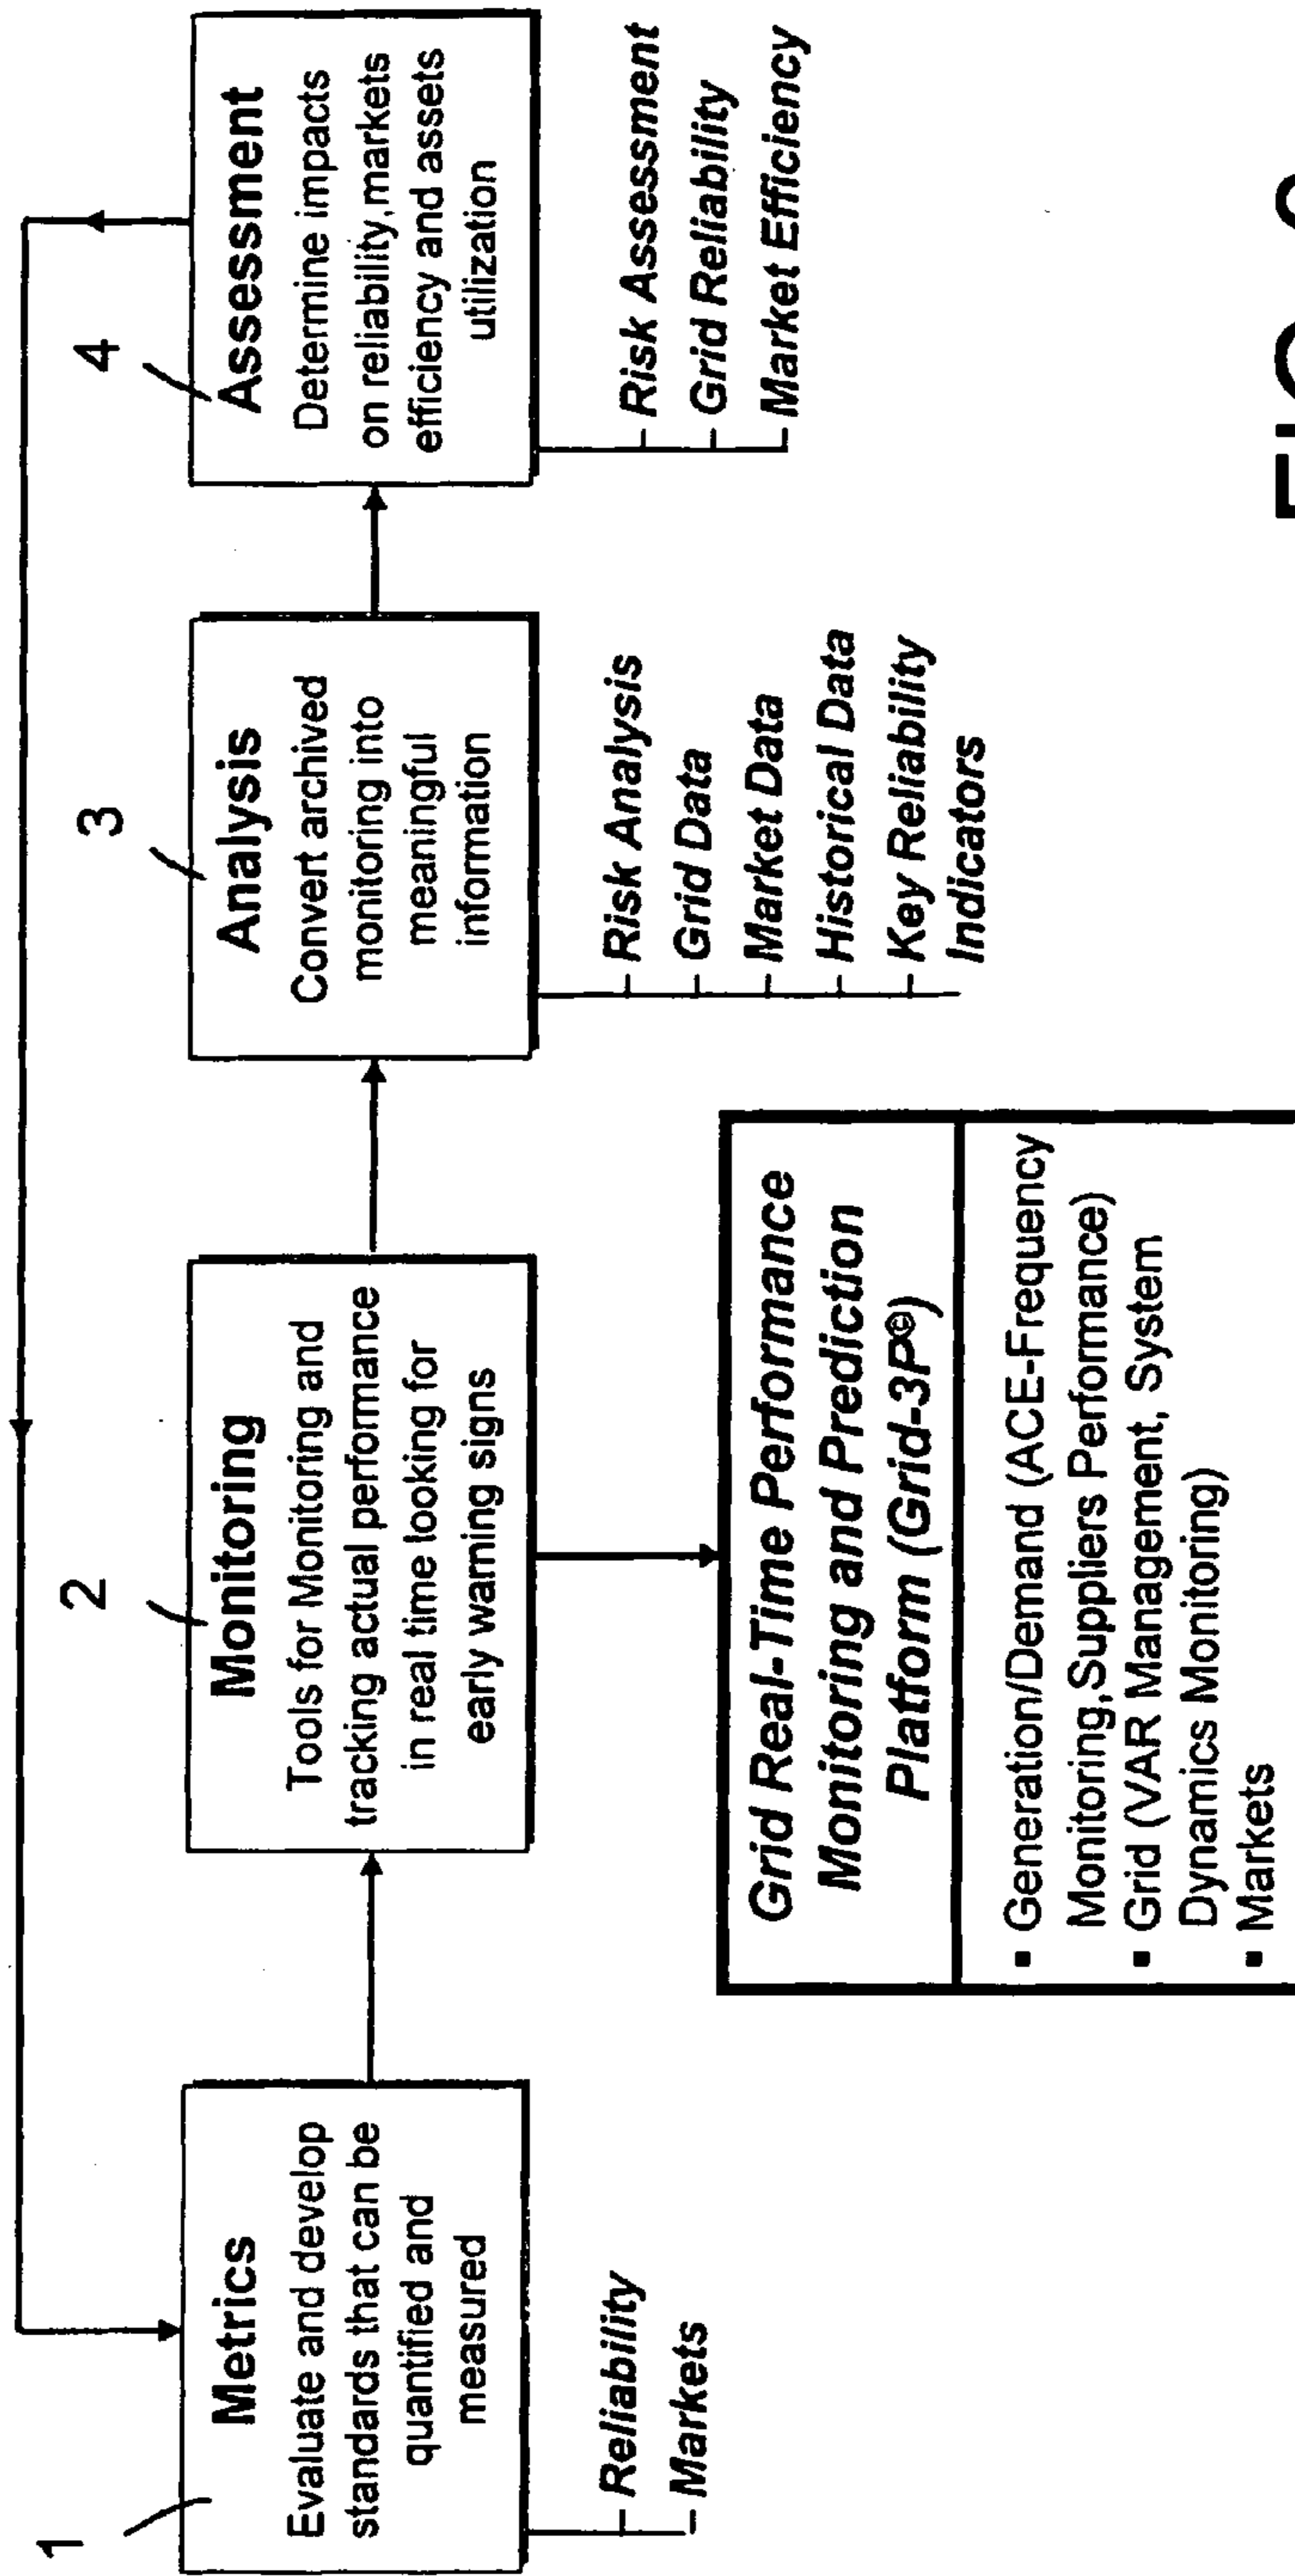 1
Metrics
Evaluate and develop
standards that can be
quantified and
measured
Reliability
Markets
2
Monitoring
Tools for Monitoring and
tracking actual performance
in real time looking for
early warning signs
Grid Real-Time Performance
Monitoring and Prediction
Platform (Grid-3P©)
▪ Generation/Demand (ACE-Frequency
Monitoring,Suppliers Performance)
▪ Grid (VAR Management, System
Dynamics Monitoring)
▪ Markets
3
Analysis
Convert archived
monitoring into
meaningful
information
Risk Analysis
Grid Data
Market Data
Historical Data
Key Reliability
Indicators
4
Assessment
Determine impacts
on reliability,markets
efficiency and assets
utilization
Risk Assessment
Grid Reliability
Market Efficiency